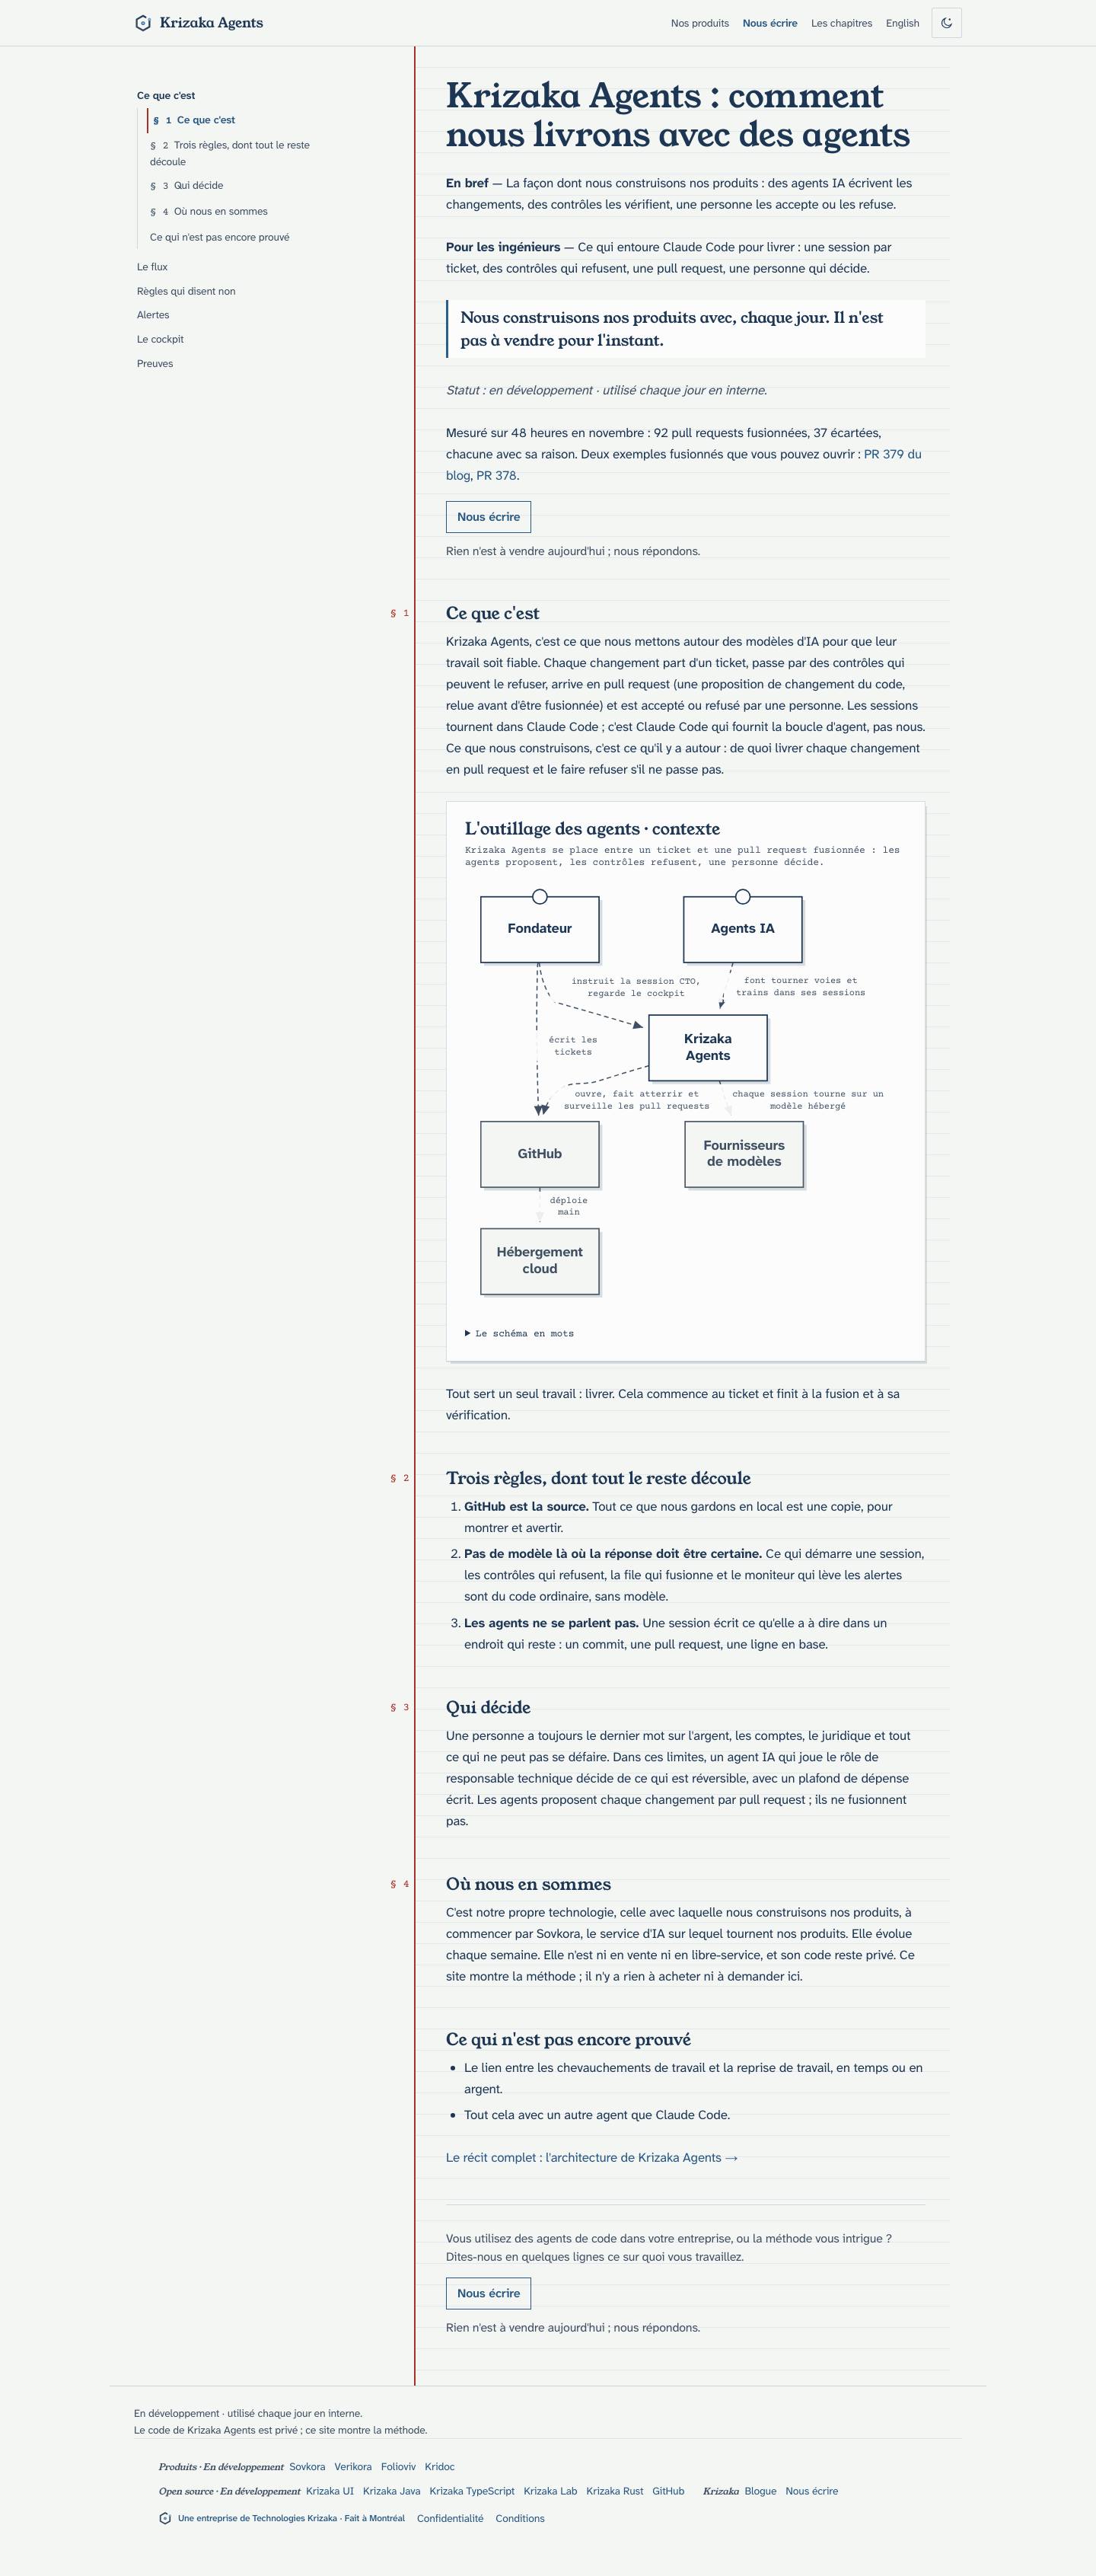 Krizaka Agents
Nos produits Nous écrire Les chapitres English
Ce que c'est
§ 1 Ce que c'est
§ 2 Trois règles, dont tout le reste
découle
§ 3 Qui décide
§ 4 Où nous en sommes
Ce qui n'est pas encore prouvé
Le flux
Règles qui disent non
Alertes
Le cockpit
Preuves
Krizaka Agents : comment
nous livrons avec des agents
En bref — La façon dont nous construisons nos produits : des agents IA écrivent les
changements, des contrôles les vérifient, une personne les accepte ou les refuse.
Pour les ingénieurs — Ce qui entoure Claude Code pour livrer : une session par
ticket, des contrôles qui refusent, une pull request, une personne qui décide.
Nous construisons nos produits avec, chaque jour. Il n'est
pas à vendre pour l'instant.
Statut : en développement · utilisé chaque jour en interne.
Mesuré sur 48 heures en novembre : 92 pull requests fusionnées, 37 écartées,
chacune avec sa raison. Deux exemples fusionnés que vous pouvez ouvrir : PR 379 du
blog, PR 378.
Nous écrire
Rien n'est à vendre aujourd'hui ; nous répondons.
§ 1
Ce que c'est
Krizaka Agents, c'est ce que nous mettons autour des modèles d'IA pour que leur
travail soit fiable. Chaque changement part d'un ticket, passe par des contrôles qui
peuvent le refuser, arrive en pull request (une proposition de changement du code,
relue avant d'être fusionnée) et est accepté ou refusé par une personne. Les sessions
tournent dans Claude Code ; c'est Claude Code qui fournit la boucle d'agent, pas nous.
Ce que nous construisons, c'est ce qu'il y a autour : de quoi livrer chaque changement
en pull request et le faire refuser s'il ne passe pas.
L'outillage des agents · contexte
Krizaka Agents se place entre un ticket et une pull request fusionnée : les
agents proposent, les contrôles refusent, une personne décide.
Fondateur
Agents IA
instruit la session CTO,
regarde le cockpit
font tourner voies et
trains dans ses sessions
Krizaka
Agents
écrit les
tickets
ouvre, fait atterrir et
surveille les pull requests
chaque session tourne sur un
modèle hébergé
GitHub
Fournisseurs
de modèles
déploie
main
Hébergement
cloud
Le schéma en mots
Tout sert un seul travail : livrer. Cela commence au ticket et finit à la fusion et à sa
vérification.
§ 2
Trois règles, dont tout le reste découle
1. GitHub est la source. Tout ce que nous gardons en local est une copie, pour
montrer et avertir.
2. Pas de modèle là où la réponse doit être certaine. Ce qui démarre une session,
les contrôles qui refusent, la file qui fusionne et le moniteur qui lève les alertes
sont du code ordinaire, sans modèle.
3. Les agents ne se parlent pas. Une session écrit ce qu'elle a à dire dans un
endroit qui reste : un commit, une pull request, une ligne en base.
§ 3
Qui décide
Une personne a toujours le dernier mot sur l'argent, les comptes, le juridique et tout
ce qui ne peut pas se défaire. Dans ces limites, un agent IA qui joue le rôle de
responsable technique décide de ce qui est réversible, avec un plafond de dépense
écrit. Les agents proposent chaque changement par pull request ; ils ne fusionnent
pas.
§ 4
Où nous en sommes
C'est notre propre technologie, celle avec laquelle nous construisons nos produits, à
commencer par Sovkora, le service d'IA sur lequel tournent nos produits. Elle évolue
chaque semaine. Elle n'est ni en vente ni en libre-service, et son code reste privé. Ce
site montre la méthode ; il n'y a rien à acheter ni à demander ici.
Ce qui n'est pas encore prouvé
• Le lien entre les chevauchements de travail et la reprise de travail, en temps ou en
argent.
• Tout cela avec un autre agent que Claude Code.
Le récit complet : l'architecture de Krizaka Agents →
Vous utilisez des agents de code dans votre entreprise, ou la méthode vous intrigue ?
Dites-nous en quelques lignes ce sur quoi vous travaillez.
Nous écrire
Rien n'est à vendre aujourd'hui ; nous répondons.
En développement · utilisé chaque jour en interne.
Le code de Krizaka Agents est privé ; ce site montre la méthode.
Produits · En développement Sovkora Verikora Folioviv Kridoc
Open source · En développement Krizaka UI Krizaka Java Krizaka TypeScript Krizaka Lab Krizaka Rust GitHub Krizaka Blogue Nous écrire
Une entreprise de Technologies Krizaka · Fait à Montréal Confidentialité Conditions